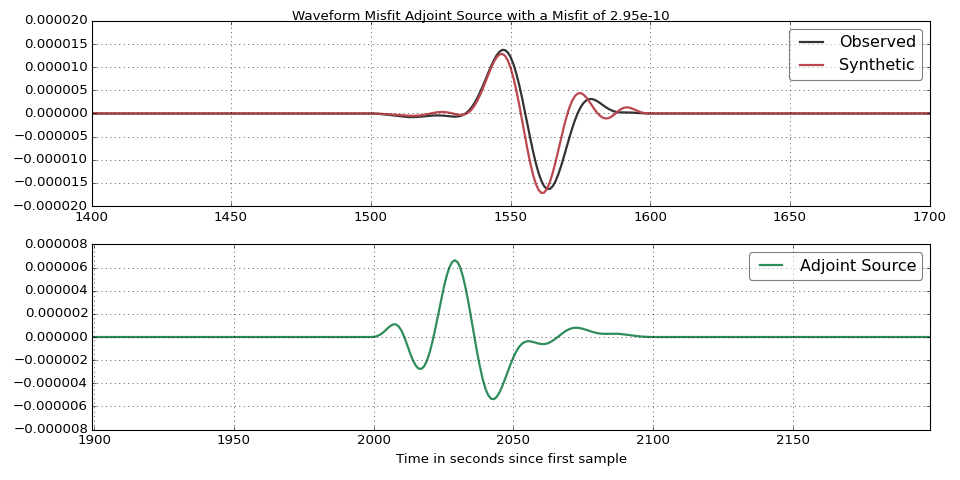 Waveform Misfit Adjoint Source with a Misfit of 2.95e-10
0.000020
0.000015
0.000010
0.000005
0.000000
−0.000005
−0.000010
−0.000015
−0.000020
Observed
Synthetic
1400 1450 1500 1550 1600 1650 1700
0.000008
0.000006
0.000004
0.000002
0.000000
−0.000002
−0.000004
−0.000006
−0.000008
Adjoint Source
1900 1950 2000 2050 2100 2150
Time in seconds since first sample